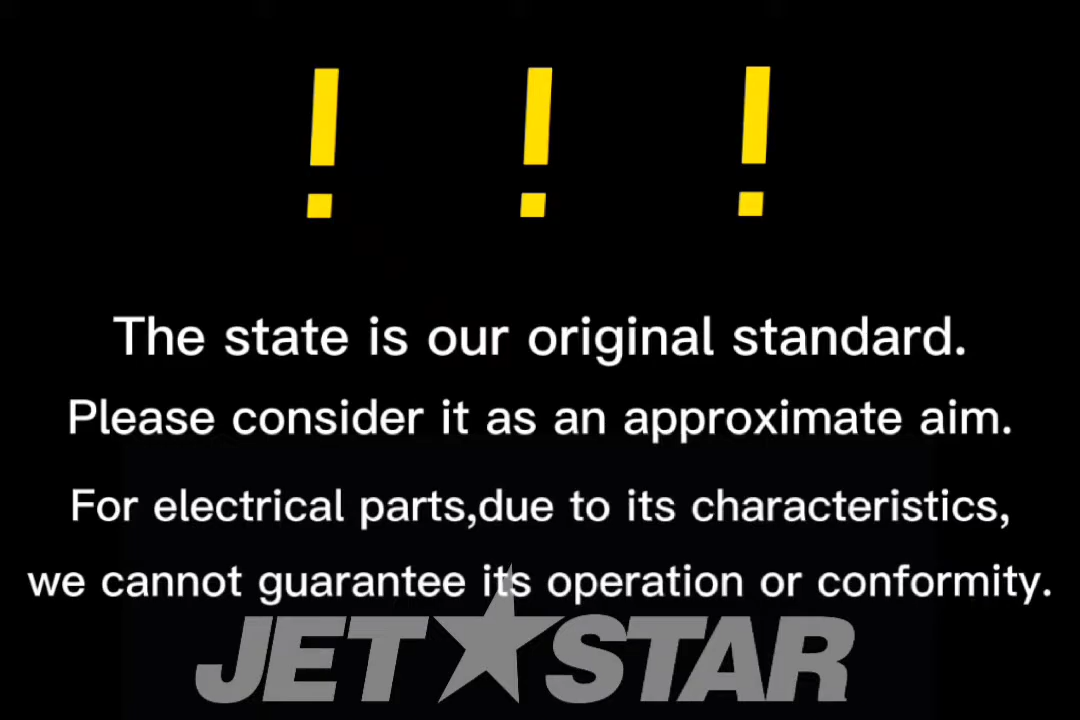 ! ! !
The state is our original standard.
Please consider it as an approximate aim.
For electrical parts,due to its characteristics,
we cannot guarantee its operation or conformity.
JET★STAR